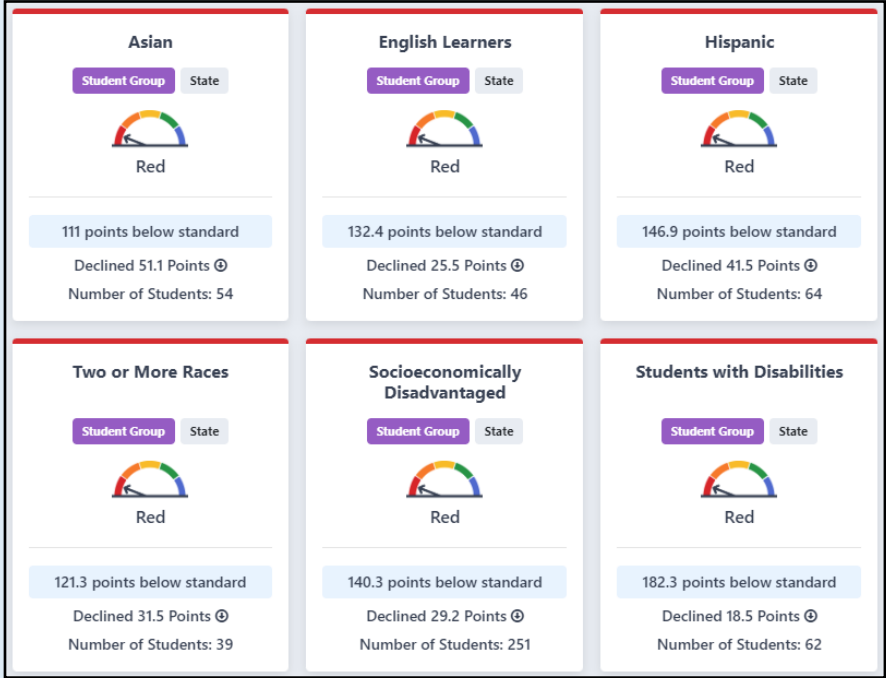 Asian
Student Group State
Red
111 points below standard
Declined 51.1 Points
Number of Students: 54
English Learners
Student Group State
Red
132.4 points below standard
Declined 25.5 Points
Number of Students: 46
Hispanic
Student Group State
Red
146.9 points below standard
Declined 41.5 Points
Number of Students: 64
Two or More Races
Student Group State
Red
121.3 points below standard
Declined 31.5 Points
Number of Students: 39
Socioeconomically
Disadvantaged
Student Group State
Red
140.3 points below standard
Declined 29.2 Points
Number of Students: 251
Students with Disabilities
Student Group State
Red
182.3 points below standard
Declined 18.5 Points
Number of Students: 62